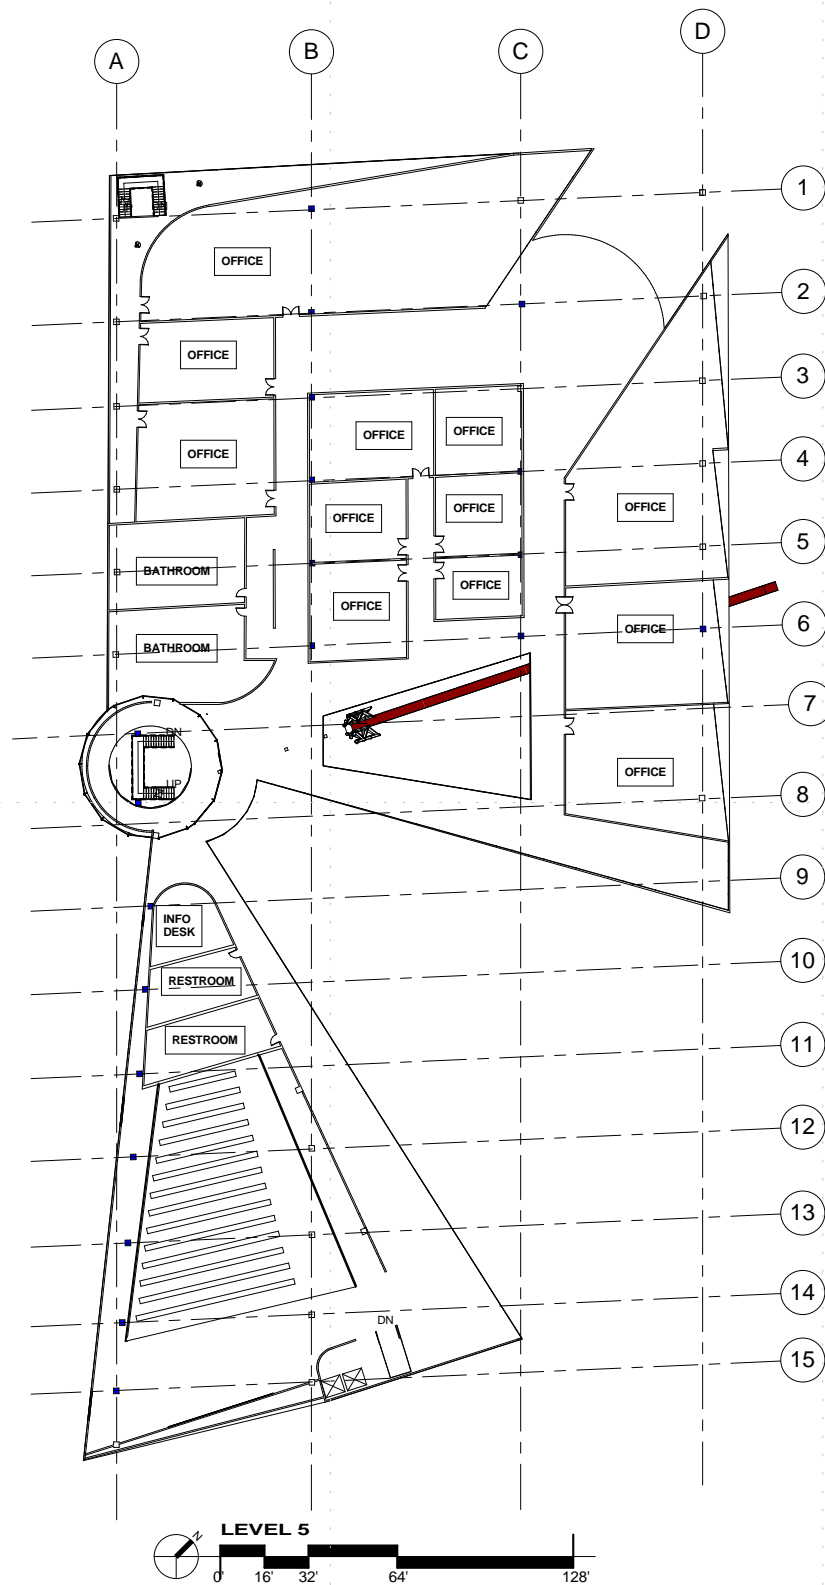 A
B
C
D
1
OFFICE
2
OFFICE
3
OFFICE
OFFICE
OFFICE
4
OFFICE
OFFICE
OFFICE
OFFICE
5
BATHROOM
OFFICE
OFFICE
6
OFFICE
BATHROOM
7
DN
OFFICE
UP
8
9
INFO
DESK
10
RESTROOM
11
RESTROOM
12
13
14
DN
15
LEVEL 5
N
0' 16' 32' 64' 128'